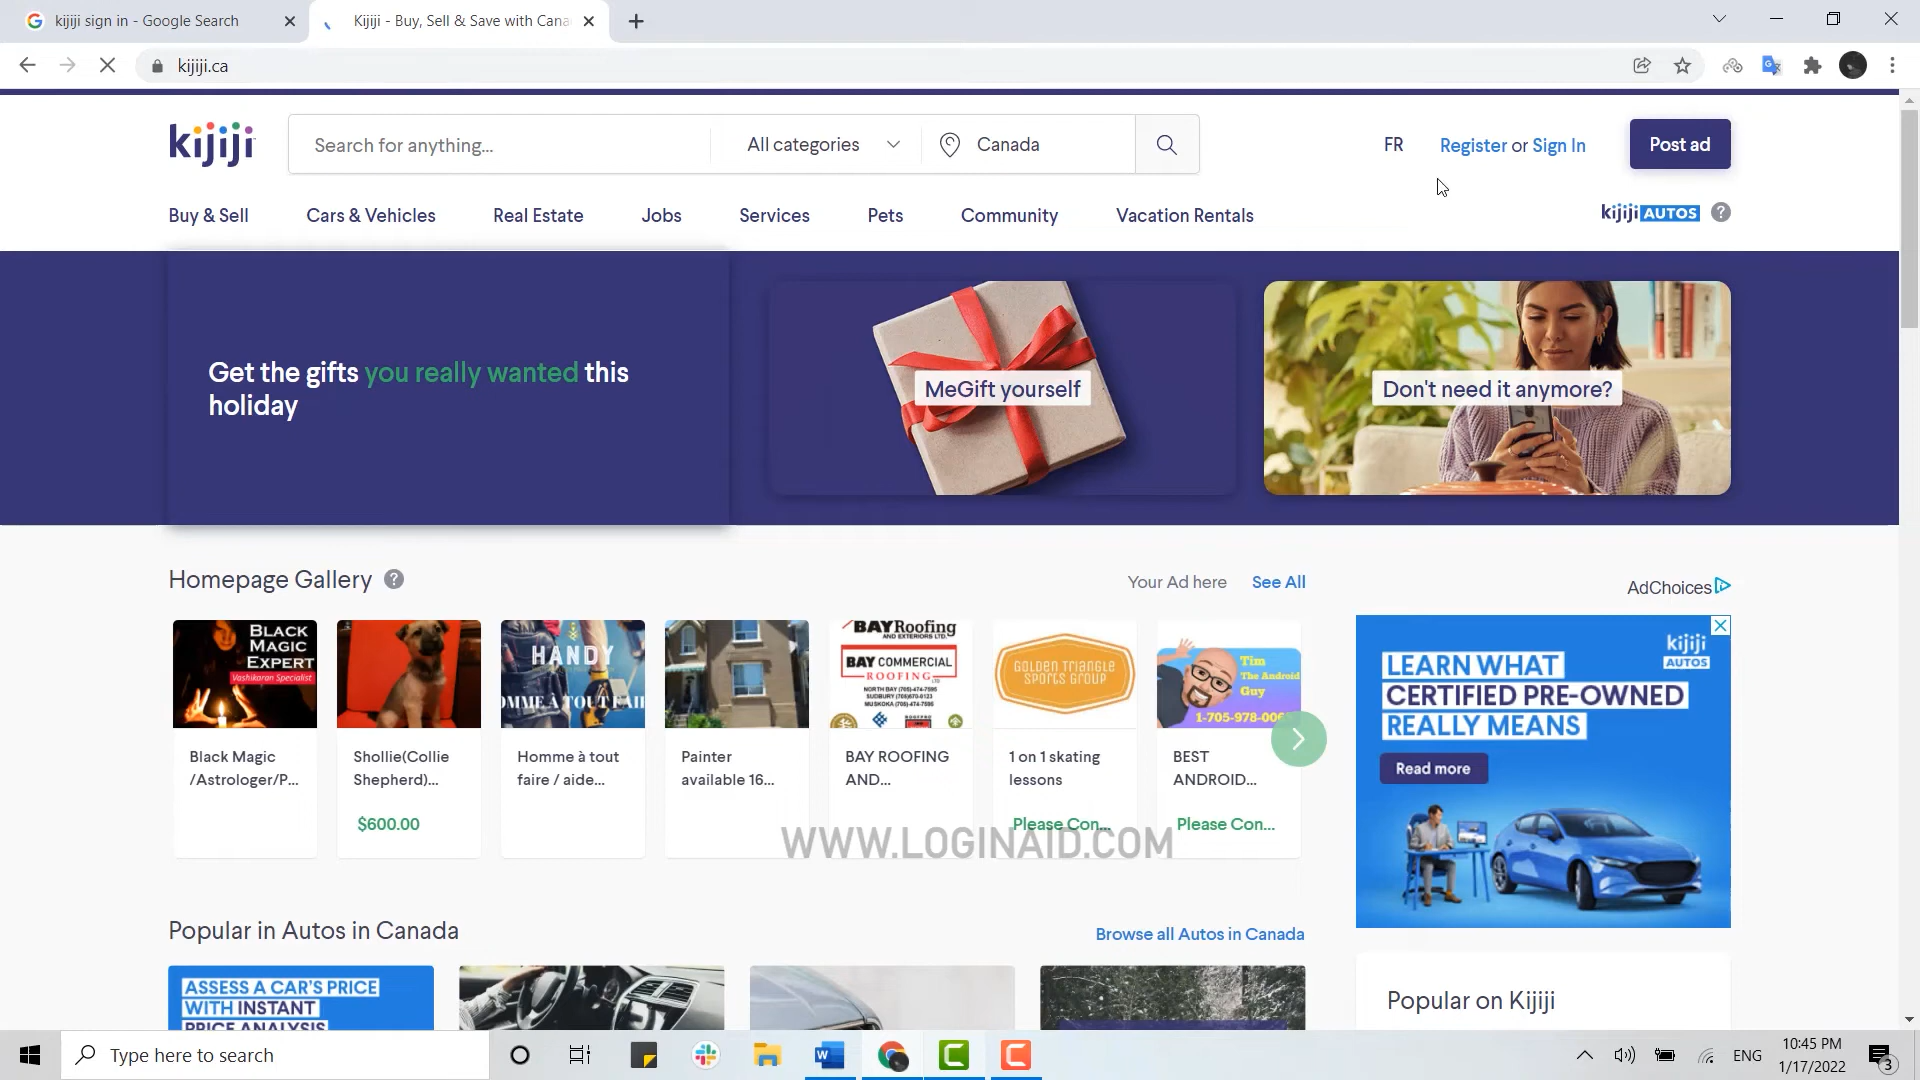 kijiji sign in - Google Search
Kijiji - Buy, Sell & Save with Cana
kijiji.ca
kijiji
Search for anything...
All categories
Canada
FR
Register or Sign In
Post ad
Buy & Sell
Cars & Vehicles
Real Estate
Jobs
Services
Pets
Community
Vacation Rentals
kijiji AUTOS ?
Get the gifts you really wanted this
holiday
MeGift yourself
Don't need it anymore?
Homepage Gallery ?
Your Ad here
See All
AdChoices
BLACK
MAGIC
EXPERT
Vashikaran Specialist
HANDY
OMME À TOUT FAI
BAY Roofing
AND EXTERIORS LTD.
BAY COMMERCIAL
ROOFING
NORTH BAY (705)-474-7595
SUDBURY (705)670-0123
MUSKOKA (705)-474-7595
GOLDEN TRIANGLE
SPORTS GROUP
Tim
The Android
Guy
1-705-978-006
Black Magic
/Astrologer/P...
Shollie(Collie
Shepherd)...
$600.00
Homme à tout
faire / aide...
Painter
available 16...
BAY ROOFING
AND...
1 on 1 skating
lessons
Please Con...
BEST
ANDROID...
Please Con...
WWW.LOGINAID.COM
kijiji
AUTOS
LEARN WHAT
CERTIFIED PRE-OWNED
REALLY MEANS
Read more
Popular in Autos in Canada
Browse all Autos in Canada
ASSESS A CAR'S PRICE
WITH INSTANT
PRICE ANALYSIS
Popular on Kijiji
Type here to search
ENG
10:45 PM
1/17/2022
3